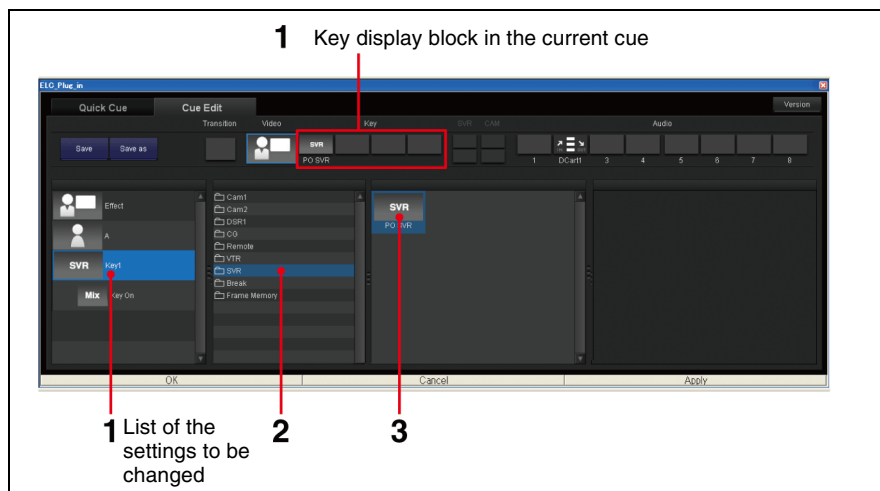 1 Key display block in the current cue
ELC_Plug_in
Quick Cue Cue Edit Version
Transition Video Key SVR CAM Audio
Save Save as SVR
PO SVR 1 DCart1 3 4 5 6 7 8
Effect
A
SVR Key1
Mix Key On
Cam1
Cam2
DSR1
CG
Remote
VTR
SVR
Break
Frame Memory
SVR
PO SVR
OK Cancel Apply
1 List of the
settings to be
changed
2
3